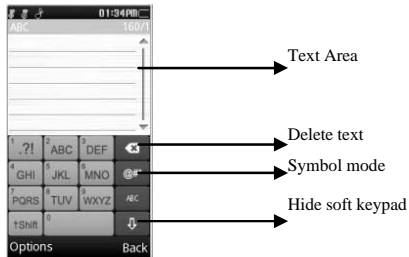 01:34PM
ABC 160/1
Text Area
1 .?! 2 ABC 3 DEF
Delete text
4 GHI 5 JKL 6 MNO @#*
Symbol mode
7 PQRS 8 TUV 9 WXYZ ABC
↑Shift 0
Hide soft keypad
Options Back